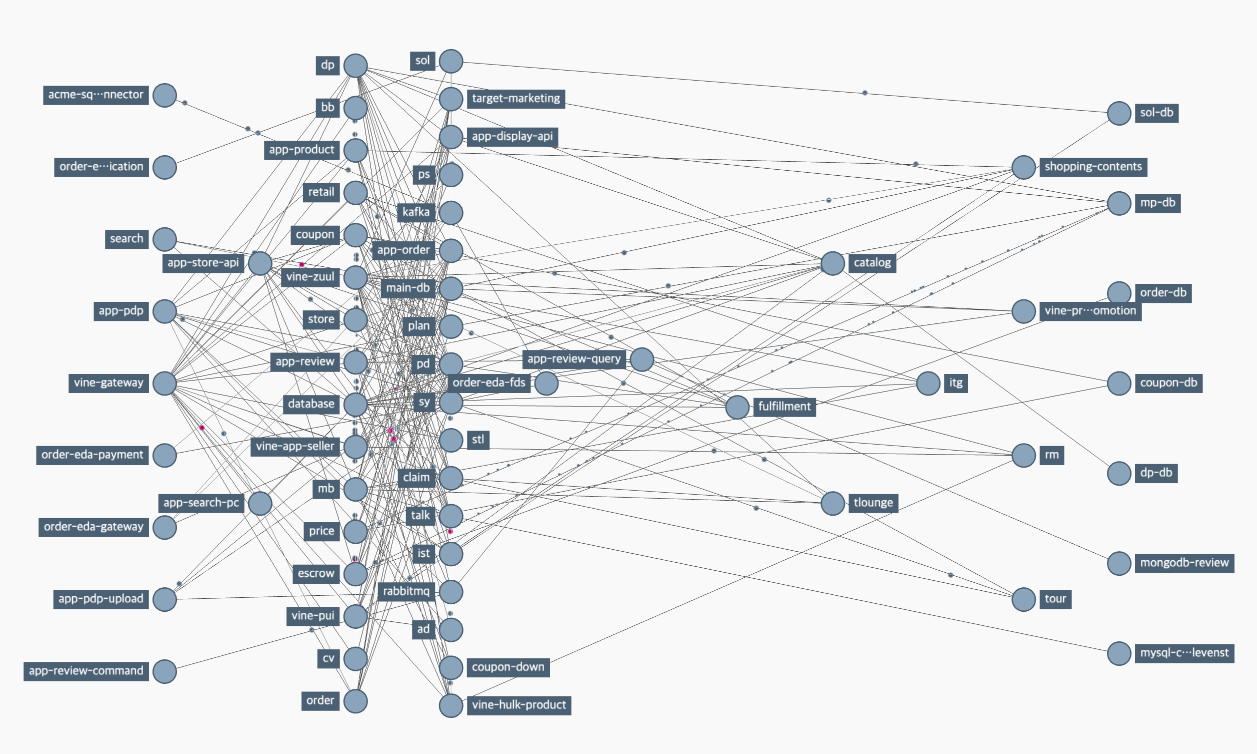 acme-sq···nnector
order-e···ication
search
app-store-api
app-pdp
vine-gateway
order-eda-payment
app-search-pc
order-eda-gateway
app-pdp-upload
app-review-command
dp
bb
app-product
retail
coupon
vine-zuul
store
app-review
database
vine-app-seller
mb
price
escrow
vine-pui
cv
order
sol
target-marketing
app-display-api
ps
kafka
app-order
main-db
plan
pd
sy
stl
claim
talk
ist
rabbitmq
ad
coupon-down
vine-hulk-product
order-eda-fds
app-review-query
fulfillment
catalog
tlounge
itg
shopping-contents
vine-pr···omotion
rm
tour
sol-db
mp-db
order-db
coupon-db
dp-db
mongodb-review
mysql-c···levenst